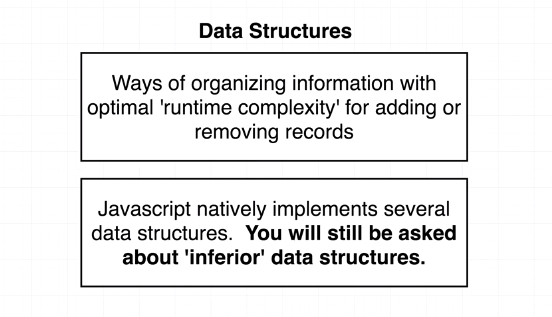 Data Structures
Ways of organizing information with
optimal 'runtime complexity' for adding or
removing records
Javascript natively implements several
data structures.  You will still be asked
about 'inferior' data structures.